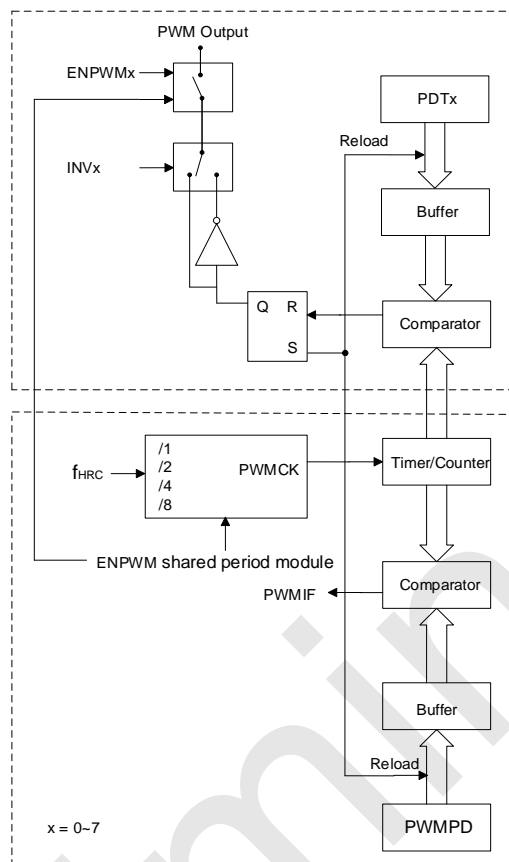 PWM Output
ENPWMx
PDTx
Reload
INVx
Buffer
Q R
S
Comparator
/1
/2
/4
/8
fHRC
PWMCK
Timer/Counter
ENPWM shared period module
PWMIF
Comparator
Buffer
Reload
x = 0~7
PWMPD